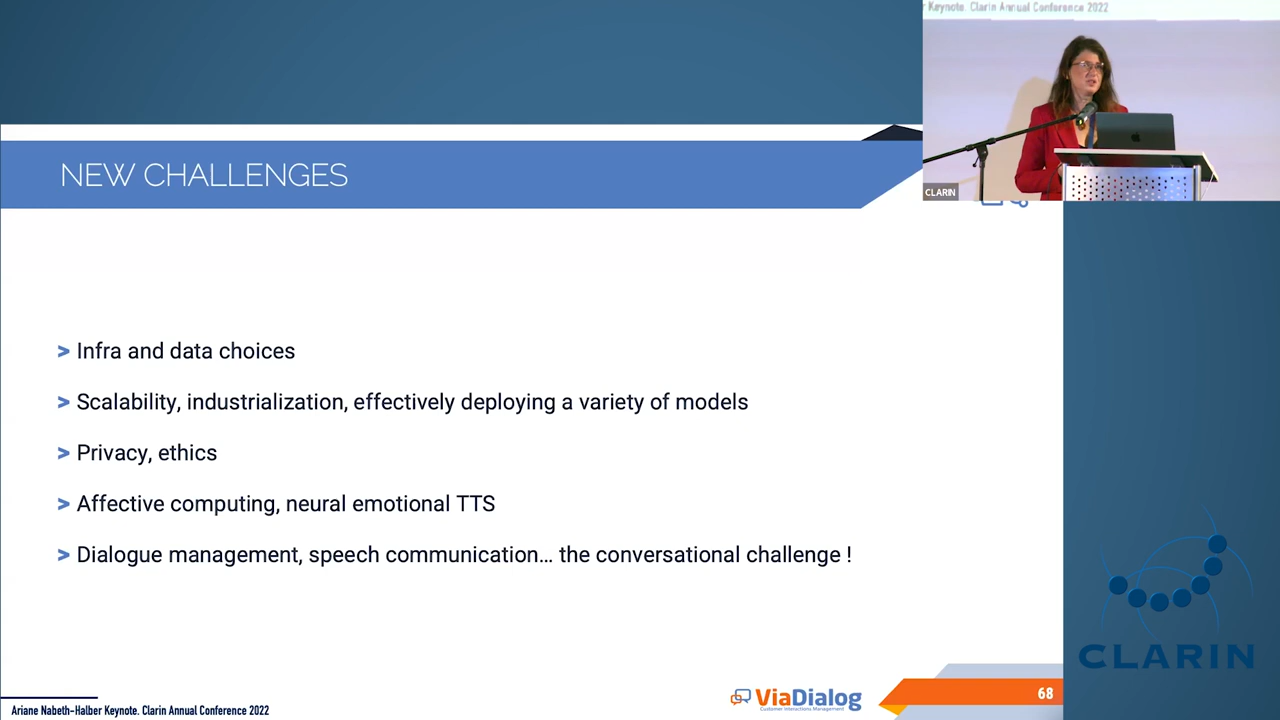 Keynote. Clarin Annual Conference 2022
CLARIN
NEW CHALLENGES
> Infra and data choices
> Scalability, industrialization, effectively deploying a variety of models
> Privacy, ethics
> Affective computing, neural emotional TTS
> Dialogue management, speech communication... the conversational challenge !
CLARIN
Ariane Nabeth-Halber Keynote. Clarin Annual Conference 2022
ViaDialog
Customer Interactions Management
68